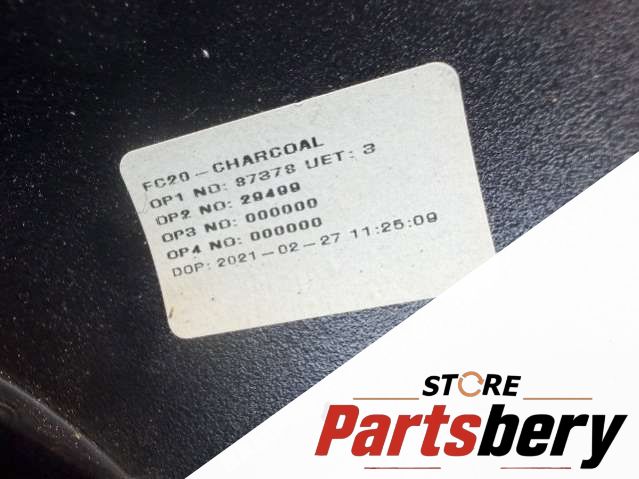 FC20-CHARCOAL
OP1 NO: 87378 UET: 3
OP2 NO: 29499
OP3 NO: 000000
OP4 NO: 000000
DOP: 2021-02-27 11:25:09
STORE
Partsbery